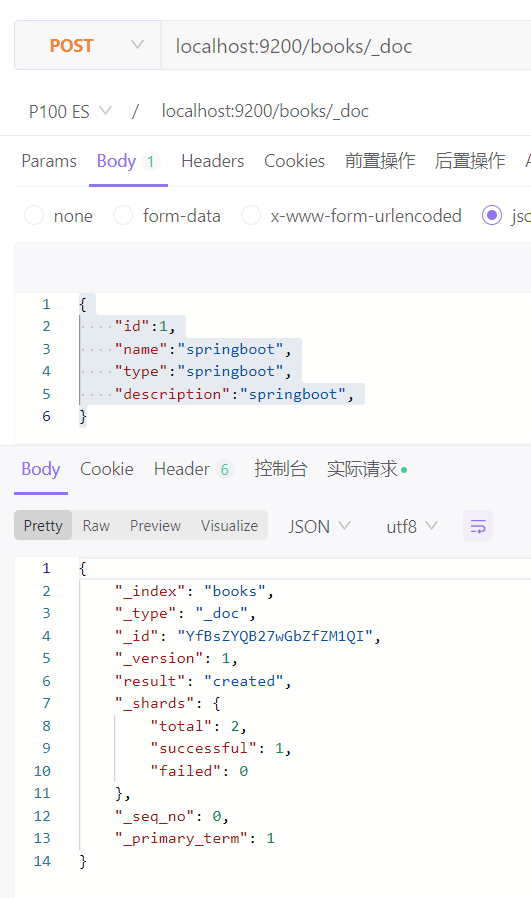 POST localhost:9200/books/_doc
P100 ES / localhost:9200/books/_doc
Params Body 1 Headers Cookies 前置操作 后置操作
none form-data x-www-form-urlencoded jso
1 {
2 "id":1,
3 "name":"springboot",
4 "type":"springboot",
5 "description":"springboot",
6 }
Body Cookie Header 6 控制台 实际请求
Pretty Raw Preview Visualize JSON utf8
1 {
2 "_index": "books",
3 "_type": "_doc",
4 "_id": "YfBsZYQB27wGbZfZM1QI",
5 "_version": 1,
6 "result": "created",
7 "_shards": {
8 "total": 2,
9 "successful": 1,
10 "failed": 0
11 },
12 "_seq_no": 0,
13 "_primary_term": 1
14 }